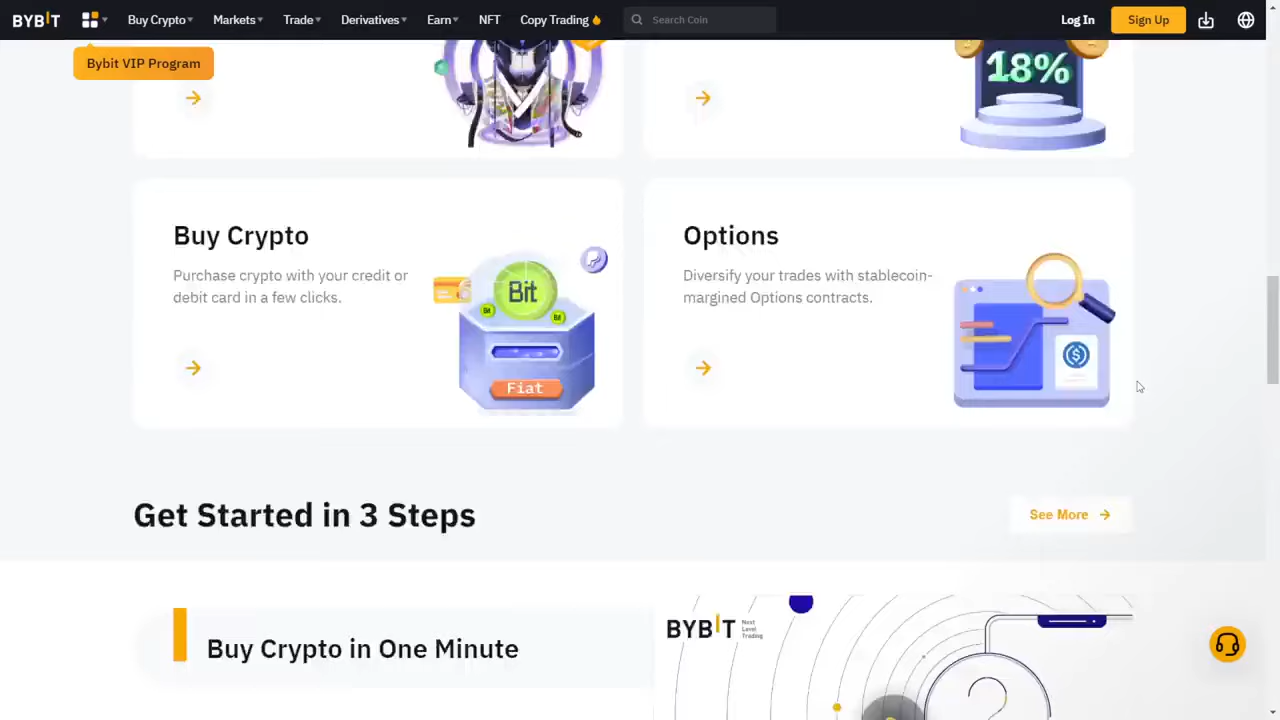 BYBIT Buy Crypto Markets Trade Derivatives Earn NFT Copy Trading Search Coin Log In Sign Up
Bybit VIP Program
18%
Buy Crypto
Purchase crypto with your credit or
debit card in a few clicks.
Bit
Bit
Bit
Fiat
Options
Diversify your trades with stablecoin-
margined Options contracts.
Get Started in 3 Steps
See More
Buy Crypto in One Minute
BYBIT
Next
Level
Trading